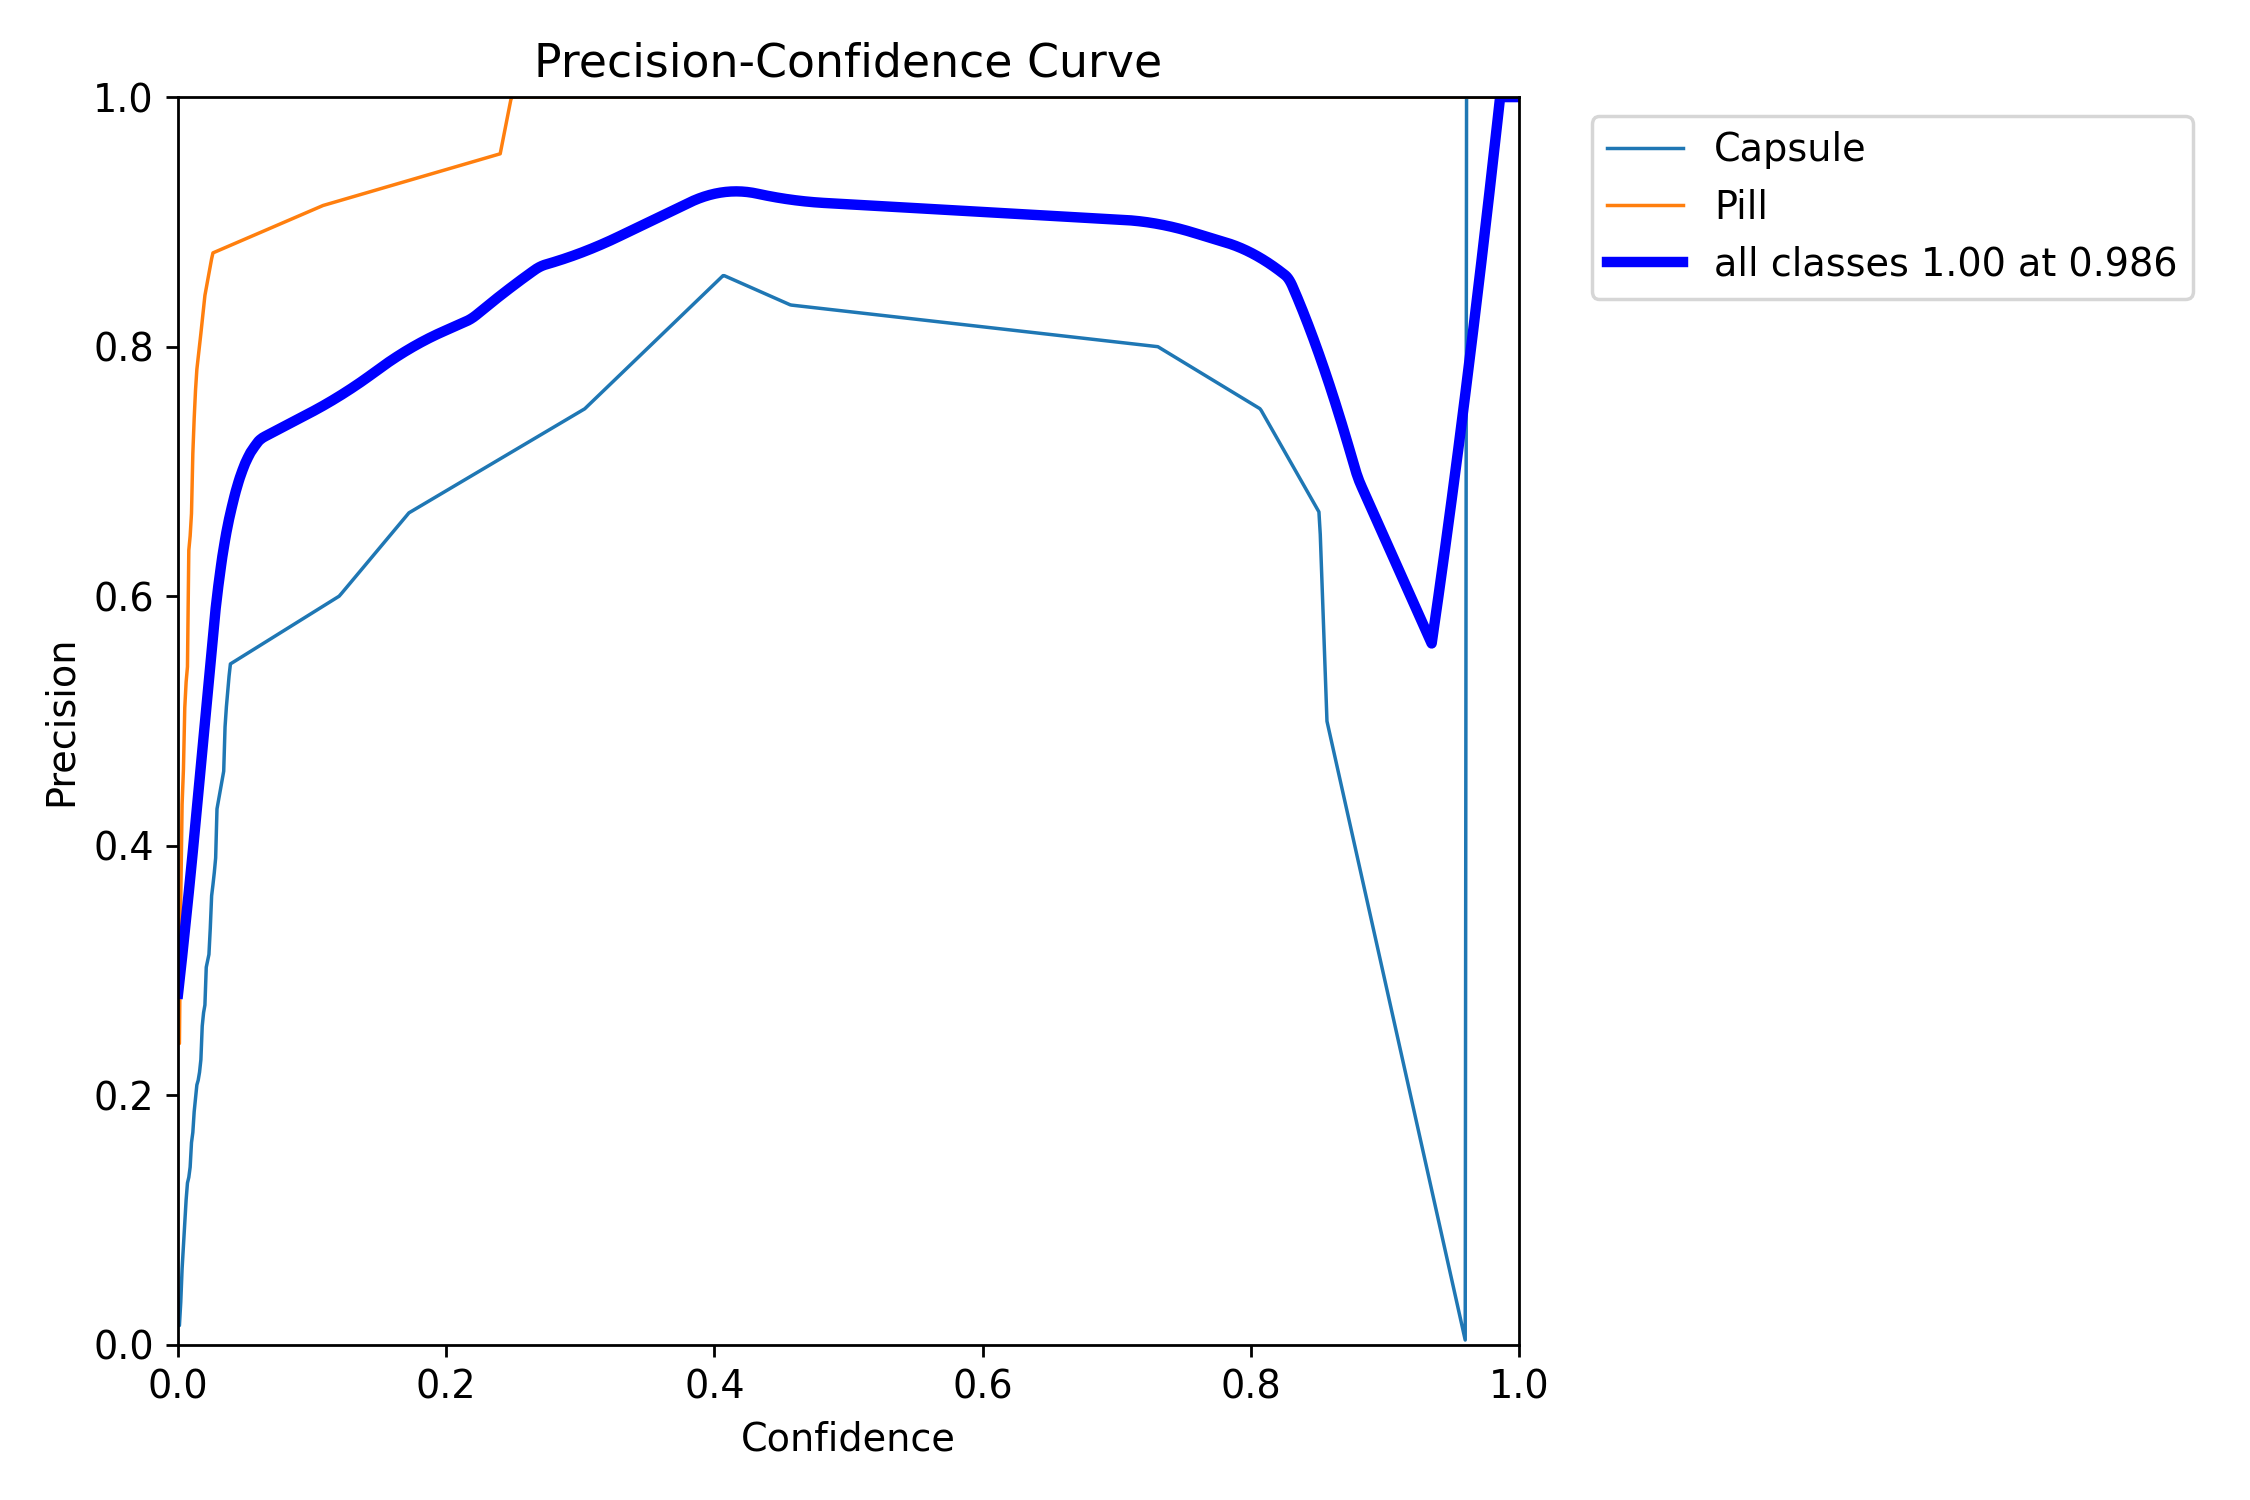 Precision-Confidence Curve
1.0
0.8
0.6
0.4
0.2
0.0
Precision
0.0 0.2 0.4 0.6 0.8 1.0
Confidence
Capsule
Pill
all classes 1.00 at 0.986